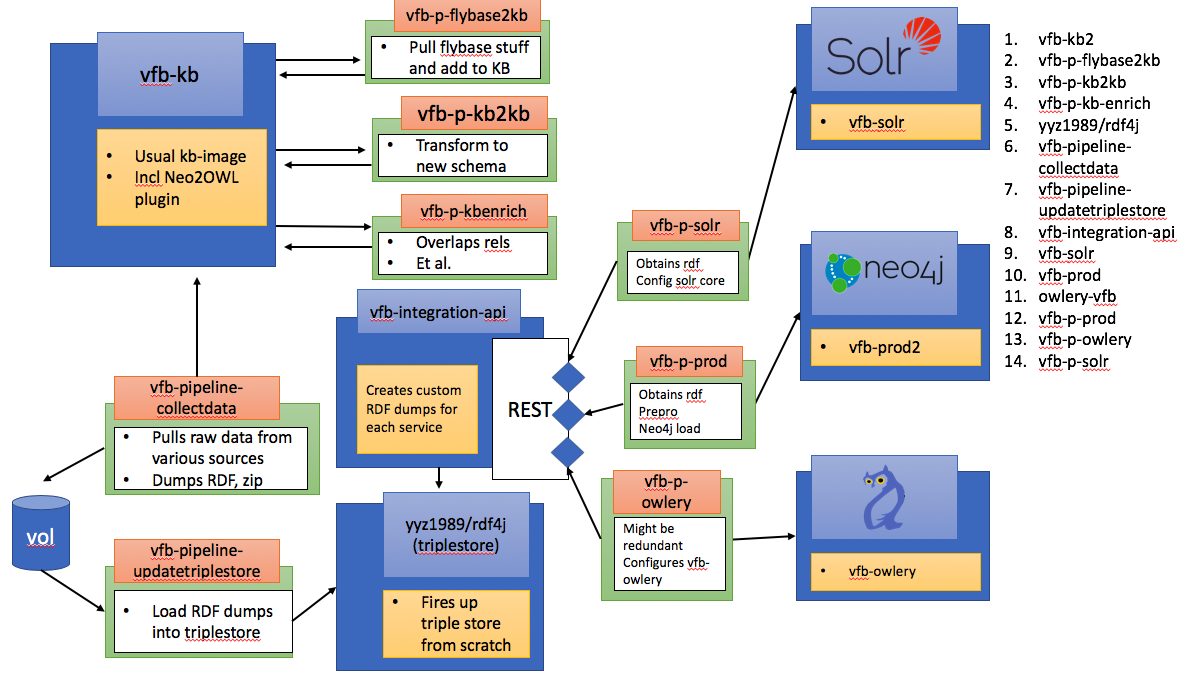 vfb-kb
• Usual kb-image
• Incl Neo2OWL
plugin
vfb-p-flybase2kb
• Pull flybase stuff
and add to KB
vfb-p-kb2kb
• Transform to
new schema
vfb-p-kbenrich
• Overlaps rels
• Et al.
vfb-pipeline-
collectdata
• Pulls raw data from
various sources
• Dumps RDF, zip
vol
vfb-pipeline-
updatetriplestore
• Load RDF dumps
into triplestore
vfb-integration-api
Creates custom
RDF dumps for
each service
REST
yyz1989/rdf4j
(triplestore)
• Fires up
triple store
from scratch
vfb-p-solr
Obtains rdf
Config solr core
vfb-p-prod
Obtains rdf
Prepro
Neo4j load
vfb-p-
owlery
Might be
redundant
Configures vfb-
owlery
Solr
• vfb-solr
neo4j
• vfb-prod2
• vfb-owlery
1. vfb-kb2
2. vfb-p-flybase2kb
3. vfb-p-kb2kb
4. vfb-p-kb-enrich
5. yyz1989/rdf4j
6. vfb-pipeline-
collectdata
7. vfb-pipeline-
updatetriplestore
8. vfb-integration-api
9. vfb-solr
10. vfb-prod
11. owlery-vfb
12. vfb-p-prod
13. vfb-p-owlery
14. vfb-p-solr